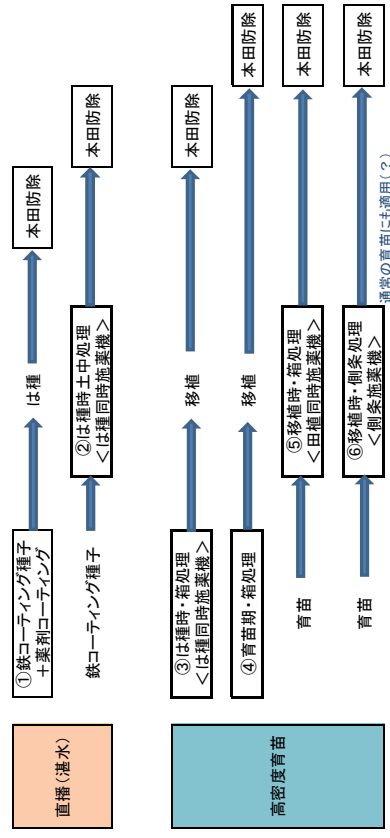 直播(湛水)
①鉄コーティング種子
＋薬剤コーティング
は種
本田防除
鉄コーティング種子
②は種時土中処理
＜は種同時施薬機＞
本田防除
高密度育苗
③は種時・箱処理
＜は種同時施薬機＞
移植
本田防除
④育苗期・箱処理
移植
本田防除
育苗
⑤移植時・箱処理
＜田植同時施薬機＞
本田防除
育苗
⑥移植時・側条処理
＜側条施薬機＞
本田防除
通常の育苗にも適用(？)